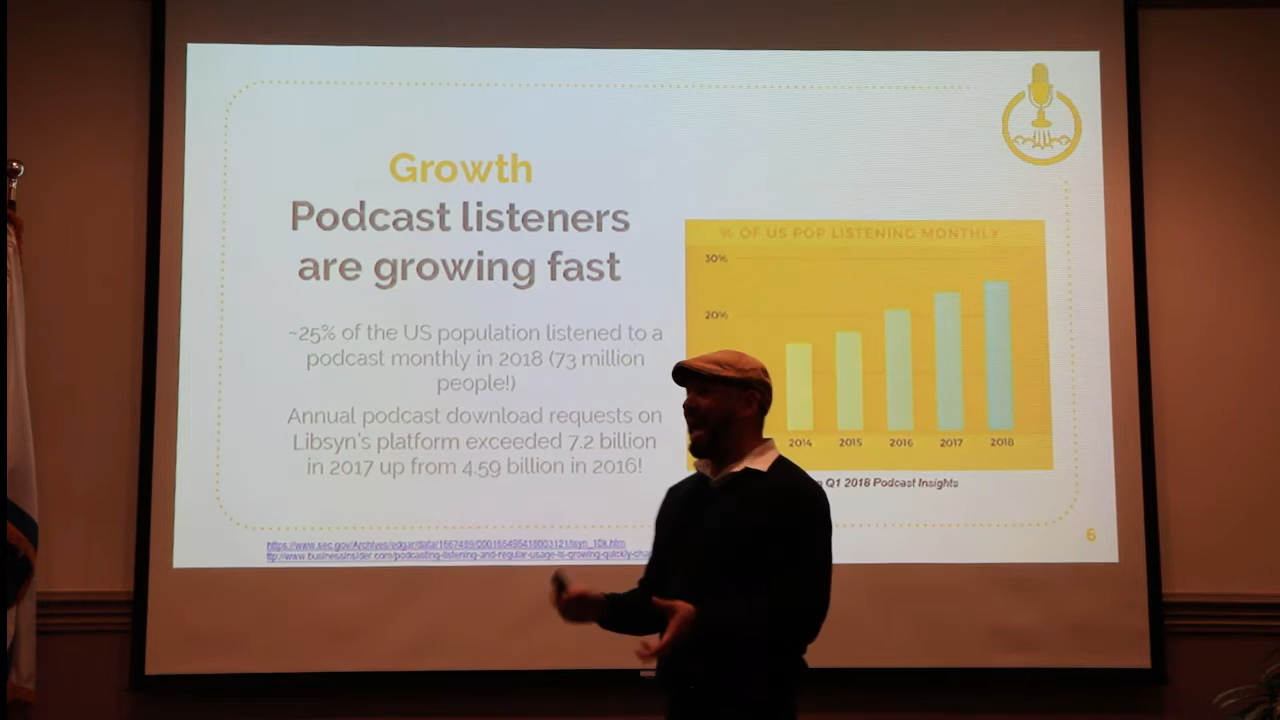 Growth
Podcast listeners
are growing fast
~25% of the US population listened to a
podcast monthly in 2018 (73 million
people!)
Annual podcast download requests on
Libsyn's platform exceeded 7.2 billion
in 2017 up from 4.59 billion in 2016!
% OF US POP LISTENING MONTHLY
30%
20%
2014 2015 2016 2017 2018
Q1 2018 Podcast Insights
6